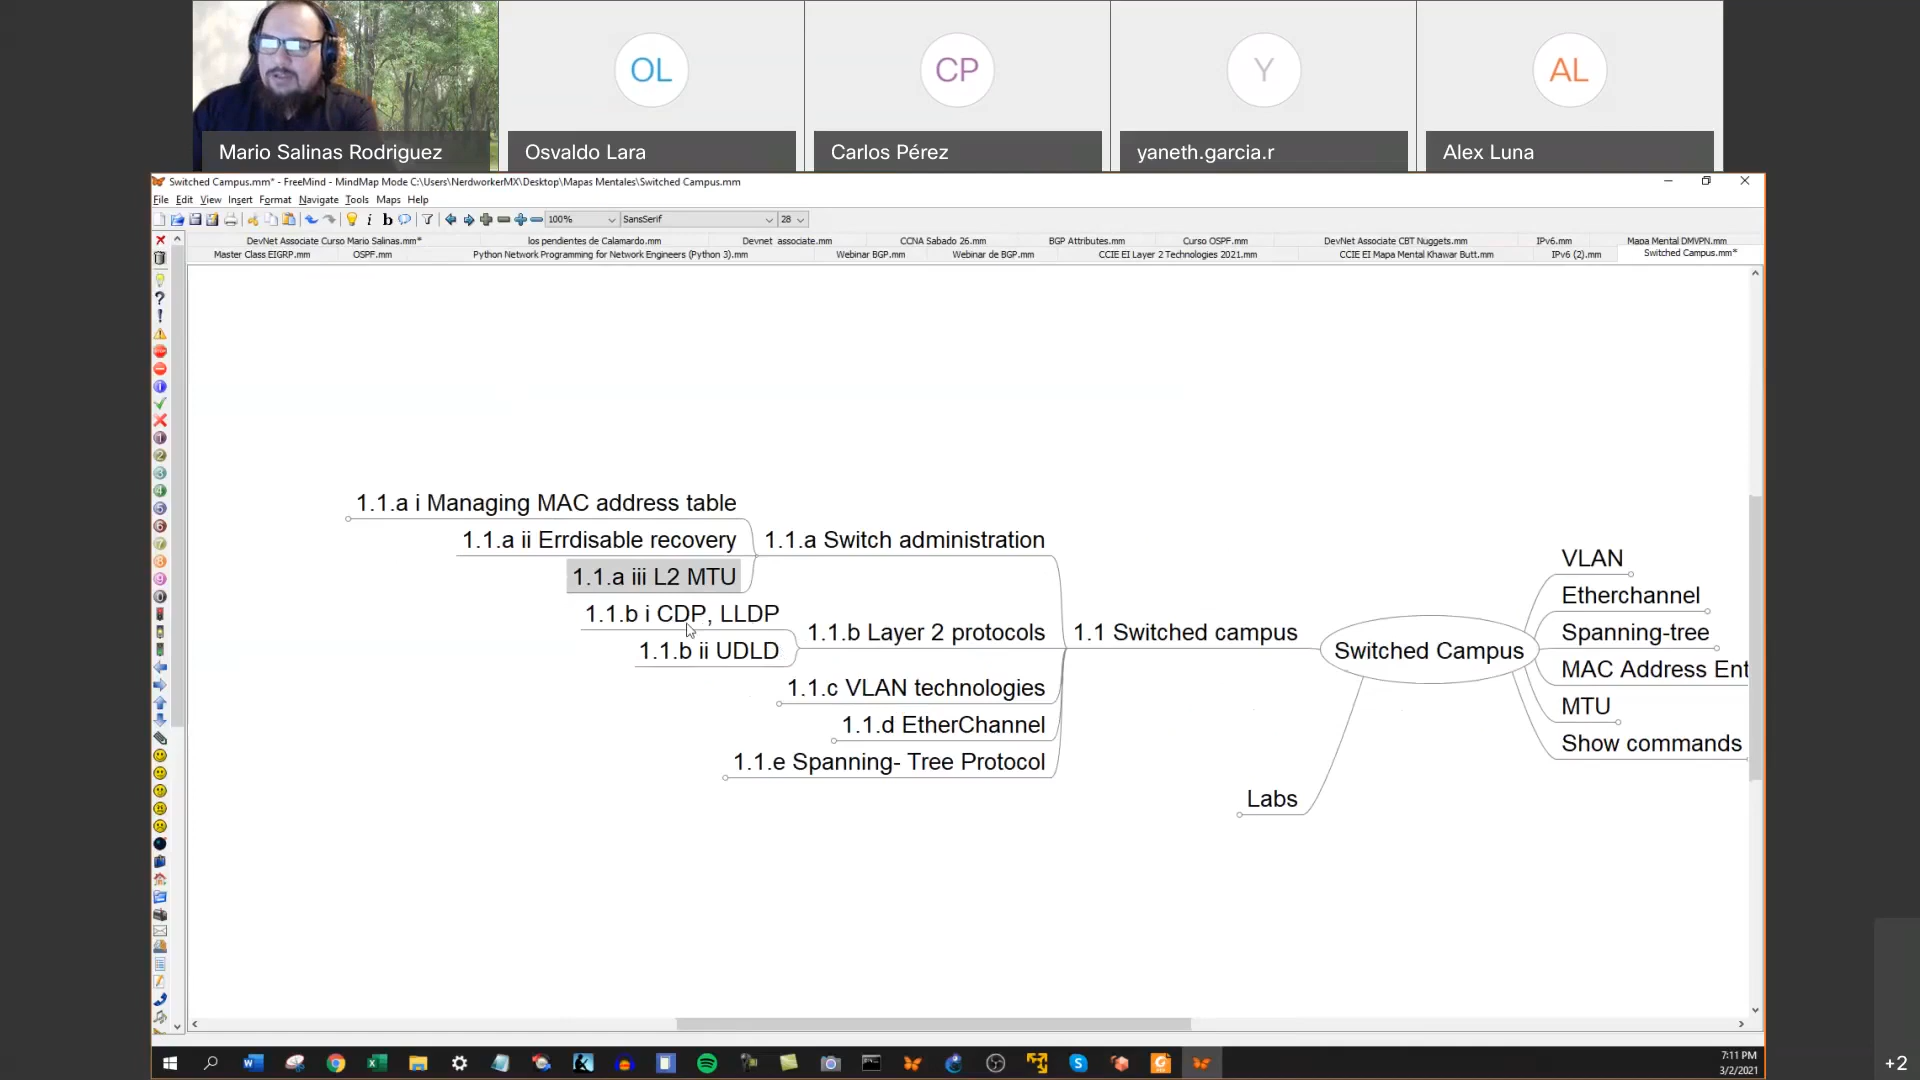 OL
CP
Y
AL
Mario Salinas Rodriguez
Osvaldo Lara
Carlos Pérez
yaneth.garcia.r
Alex Luna
Switched Campus.mm* - FreeMind - MindMap Mode C:\Users\NerdworkerMX\Desktop\Mapas Mentales\Switched Campus.mm
File Edit View Insert Format Navigate Tools Maps Help
100% SansSerif 28
DevNet Associate Curso Mario Salinas.mm* los pendientes de Calamardo.mm Devnet associate.mm CCNA Sabado 26.mm BGP Attributes.mm Curso OSPF.mm DevNet Associate CBT Nuggets.mm IPv6.mm Mapa Mental DMVPN.mm
Master Class EIGRP.mm OSPF.mm Python Network Programming for Network Engineers (Python 3).mm Webinar BGP.mm Webinar de BGP.mm CCIE EI Layer 2 Technologies 2021.mm CCIE EI Mapa Mental Khawar Butt.mm IPv6 (2).mm Switched Campus.mm*
1.1.a i Managing MAC address table
1.1.a ii Errdisable recovery
1.1.a iii L2 MTU
1.1.a Switch administration
1.1.b i CDP, LLDP
1.1.b ii UDLD
1.1.b Layer 2 protocols
1.1.c VLAN technologies
1.1.d EtherChannel
1.1.e Spanning- Tree Protocol
1.1 Switched campus
Labs
Switched Campus
VLAN
Etherchannel
Spanning-tree
MAC Address Ent
MTU
Show commands
7:11 PM
3/2/2021
+2